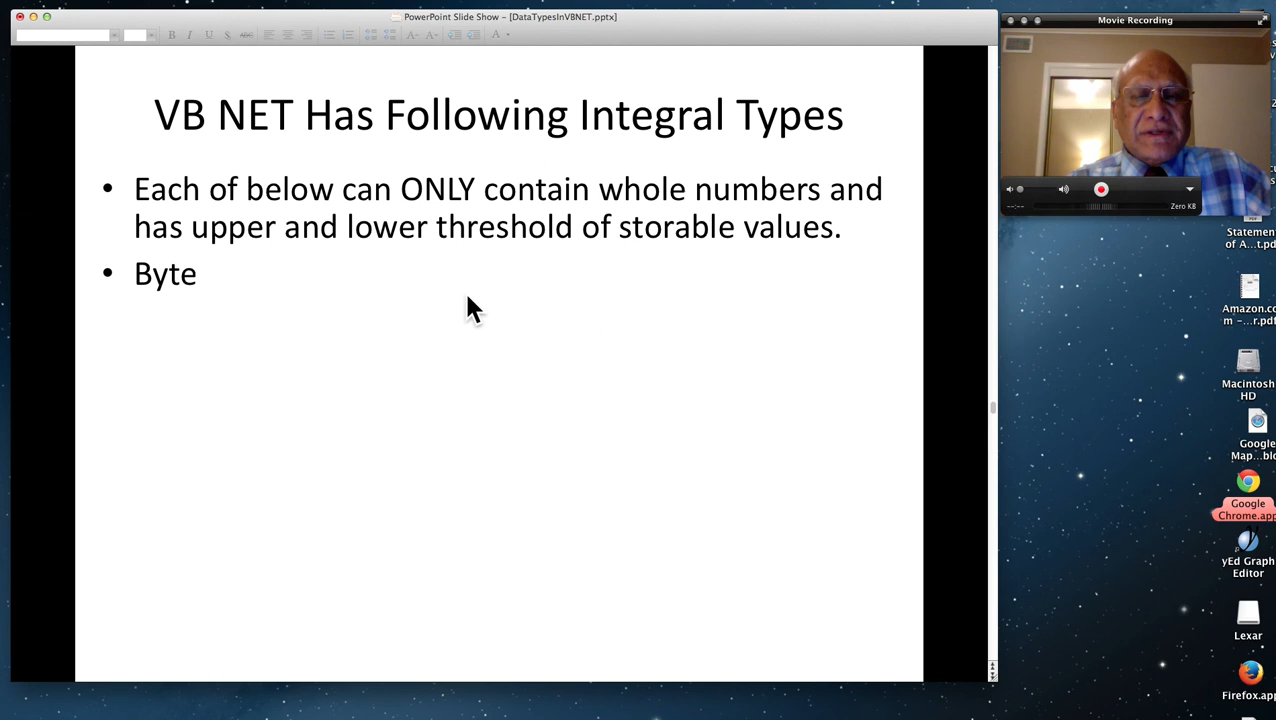 PowerPoint Slide Show – [DataTypesInVBNET.pptx]
Movie Recording
VB NET Has Following Integral Types
• Each of below can ONLY contain whole numbers and
has upper and lower threshold of storable values.
• Byte
--:--
Zero KB
Statemen
of A...t.pd
Amazon.co
m -...r.pdf
Macintosh
HD
Google
Map...blo
Google
Chrome.app
yEd Graph
Editor
Lexar
Firefox.app